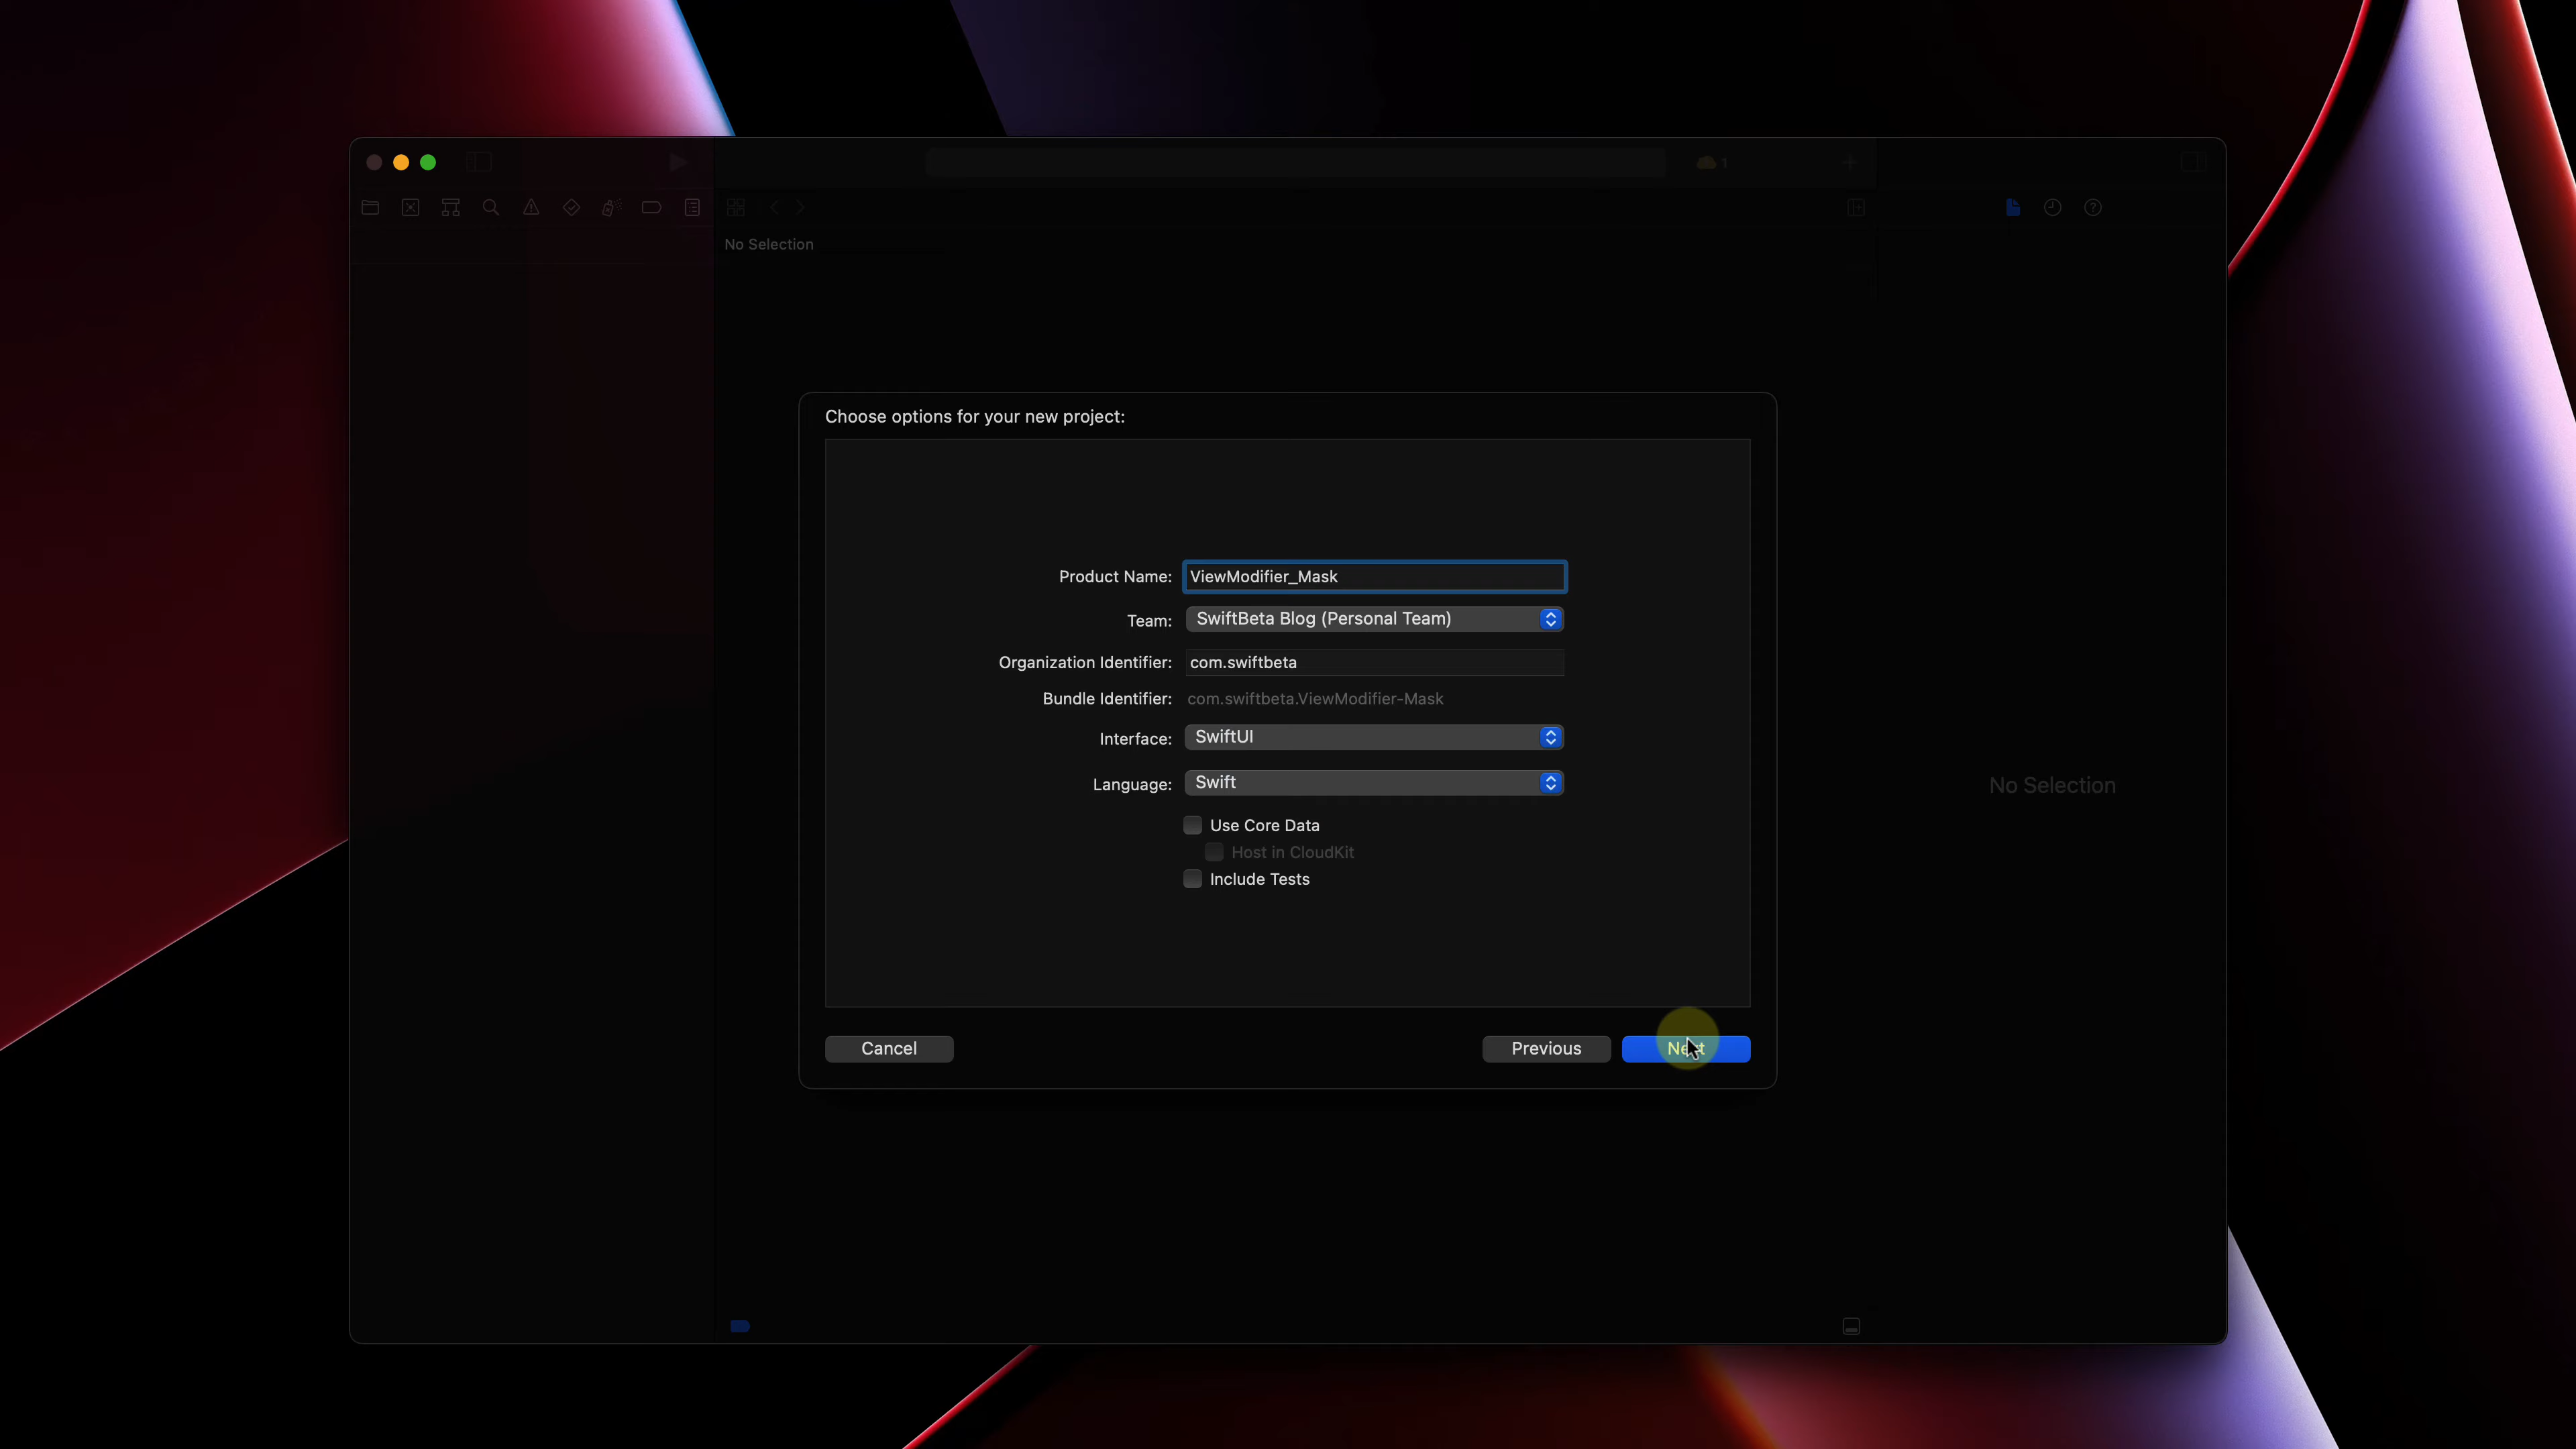 1
No Selection
Choose options for your new project:
Product Name: ViewModifier_Mask
Team: SwiftBeta Blog (Personal Team)
Organization Identifier: com.swiftbeta
Bundle Identifier: com.swiftbeta.ViewModifier-Mask
Interface: SwiftUI
Language: Swift
Use Core Data
Host in CloudKit
Include Tests
No Selection
Cancel
Previous
Next